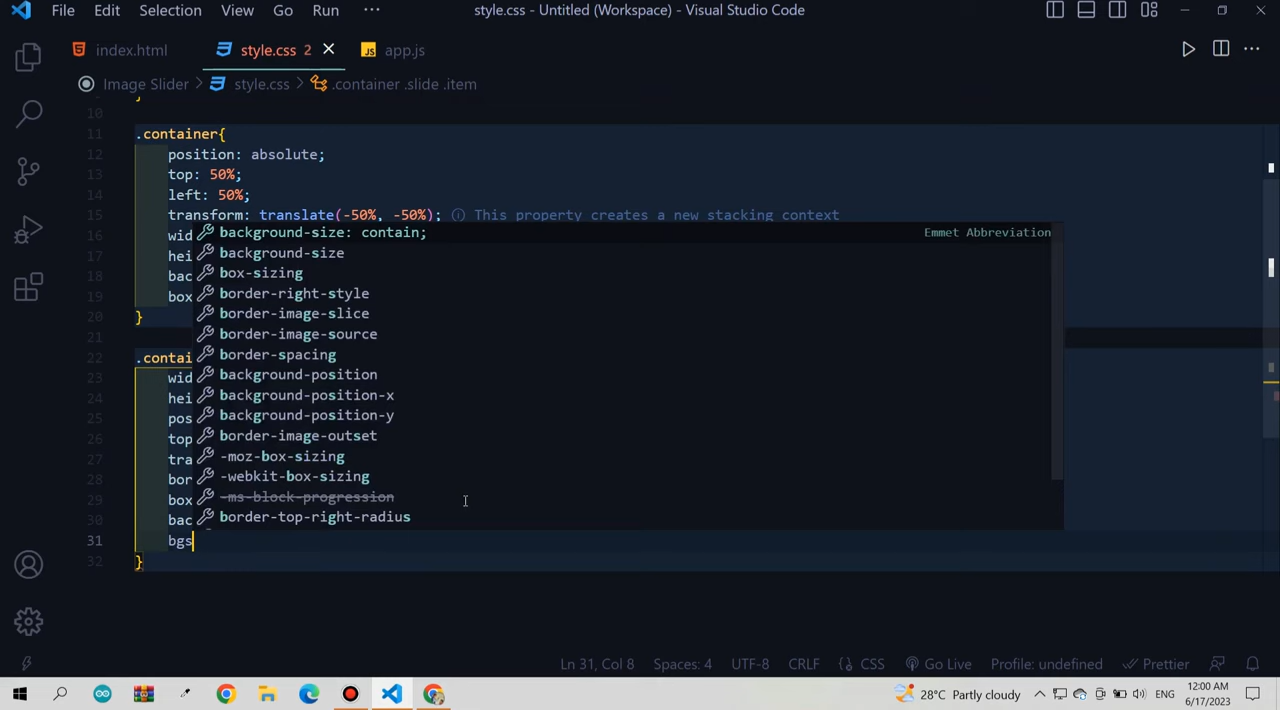 File Edit Selection View Go Run ··· style.css - Untitled (Workspace) - Visual Studio Code
index.html style.css 2 JS app.js
Image Slider > style.css > .container .slide .item
10
11 .container{
12 position: absolute;
13 top: 50%;
14 left: 50%;
15 transform: translate(-50%, -50%); This property creates a new stacking context
16 wid
background-size: contain; Emmet Abbreviation
17 hei
background-size
18 bac
box-sizing
19 box
border-right-style
20 }
border-image-slice
21
border-image-source
22 .contai
border-spacing
23 wid
background-position
24 hei
background-position-x
25 pos
background-position-y
26 top
border-image-outset
27 tra
-moz-box-sizing
28 bor
-webkit-box-sizing
29 box
-ms-block-progression
30 bac
border-top-right-radius
31 bgs
32 }
Ln 31, Col 8 Spaces: 4 UTF-8 CRLF {} CSS Go Live Profile: undefined Prettier
28°C Partly cloudy ENG 12:00 AM
6/17/2023